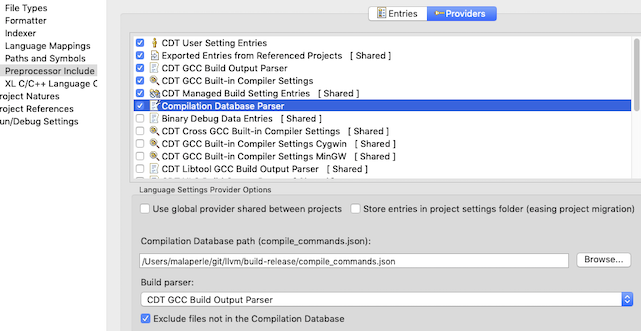 File Types
Formatter
Indexer
Language Mappings
Paths and Symbols
Preprocessor Include
XL C/C++ Language C
roject Natures
roject References
un/Debug Settings
Entries
Providers
CDT User Setting Entries
Exported Entries from Referenced Projects [ Shared ]
CDT GCC Build Output Parser
CDT GCC Built-in Compiler Settings
CDT Managed Build Setting Entries [ Shared ]
Compilation Database Parser
Binary Debug Data Entries [ Shared ]
CDT Cross GCC Built-in Compiler Settings [ Shared ]
CDT GCC Built-in Compiler Settings Cygwin [ Shared ]
CDT GCC Built-in Compiler Settings MinGW [ Shared ]
CDT Libtool GCC Build Output Parser [ Shared ]
Language Settings Provider Options
Use global provider shared between projects
Store entries in project settings folder (easing project migration)
Compilation Database path (compile_commands.json):
/Users/malaperle/git/llvm/build-release/compile_commands.json
Browse...
Build parser:
CDT GCC Build Output Parser
Exclude files not in the Compilation Database